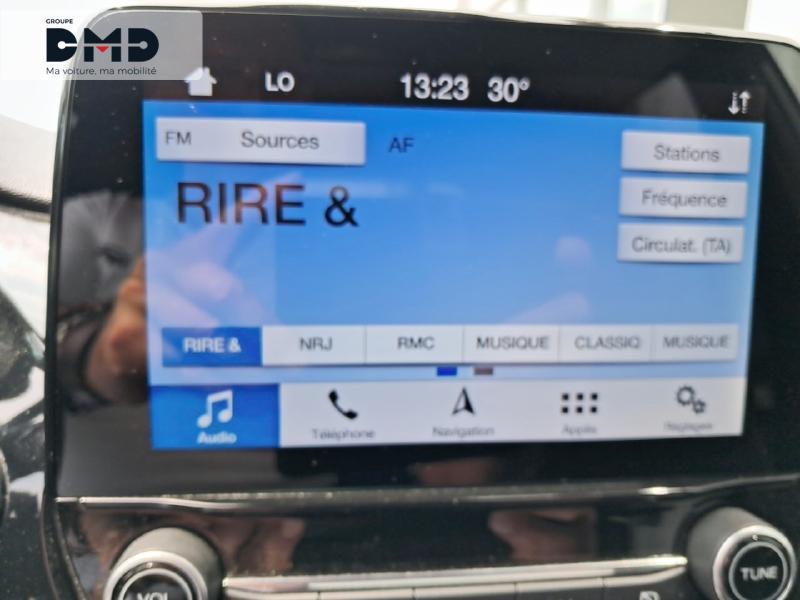 GROUPE
DMD
Ma voiture, ma mobilité
LO 13:23 30°
FM Sources AF
Stations
RIRE &
Fréquence
Circulat. (TA)
RIRE & NRJ RMC MUSIQUE CLASSIQ MUSIQUE
Audio Téléphone Navigation Applis Réglages
VOL TUNE